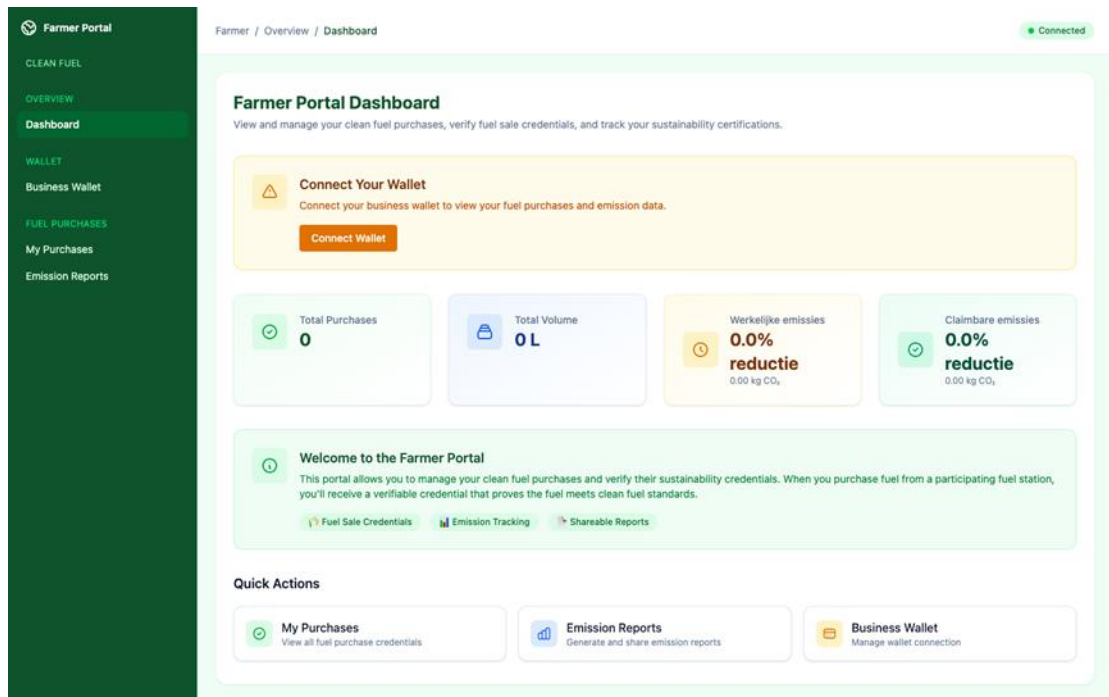 Farmer Portal
CLEAN FUEL
OVERVIEW
Dashboard
WALLET
Business Wallet
FUEL PURCHASES
My Purchases
Emission Reports
Farmer / Overview / Dashboard
Connected
Farmer Portal Dashboard
View and manage your clean fuel purchases, verify fuel sale credentials, and track your sustainability certifications.
Connect Your Wallet
Connect your business wallet to view your fuel purchases and emission data.
Connect Wallet
Total Purchases
0
Total Volume
0 L
Werkelijke emissies
0.0%
reductie
0.00 kg CO₂
Claimbare emissies
0.0%
reductie
0.00 kg CO₂
Welcome to the Farmer Portal
This portal allows you to manage your clean fuel purchases and verify their sustainability credentials. When you purchase fuel from a participating fuel station,
you'll receive a verifiable credential that proves the fuel meets clean fuel standards.
Fuel Sale Credentials
Emission Tracking
Shareable Reports
Quick Actions
My Purchases
View all fuel purchase credentials
Emission Reports
Generate and share emission reports
Business Wallet
Manage wallet connection